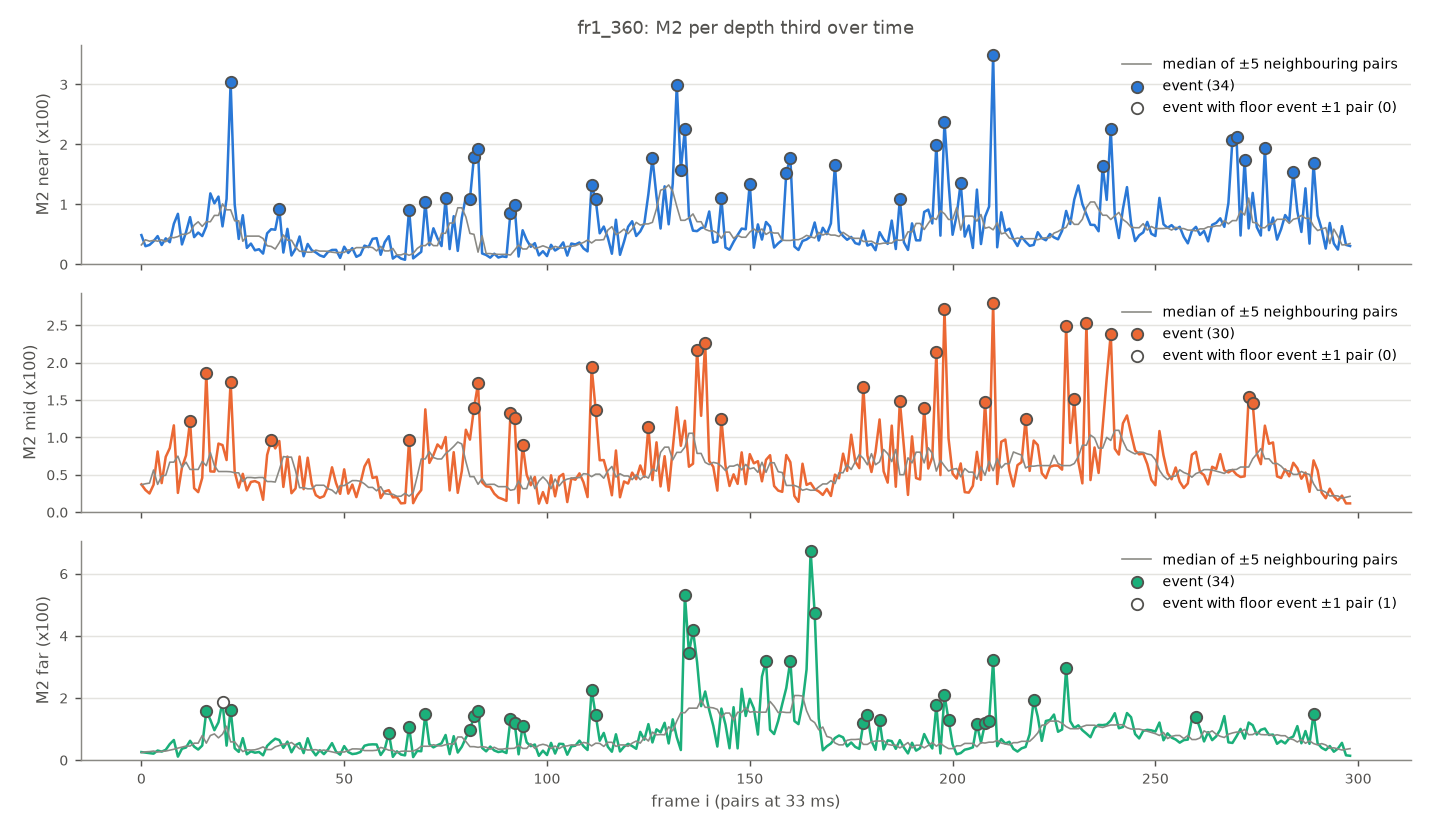 fr1_360: M2 per depth third over time
M2 near (x100)
3
2
1
0
median of ±5 neighbouring pairs
event (34)
event with floor event ±1 pair (0)
M2 mid (x100)
2.5
2.0
1.5
1.0
0.5
0.0
median of ±5 neighbouring pairs
event (30)
event with floor event ±1 pair (0)
M2 far (x100)
6
4
2
0
median of ±5 neighbouring pairs
event (34)
event with floor event ±1 pair (1)
0 50 100 150 200 250 300
frame i (pairs at 33 ms)